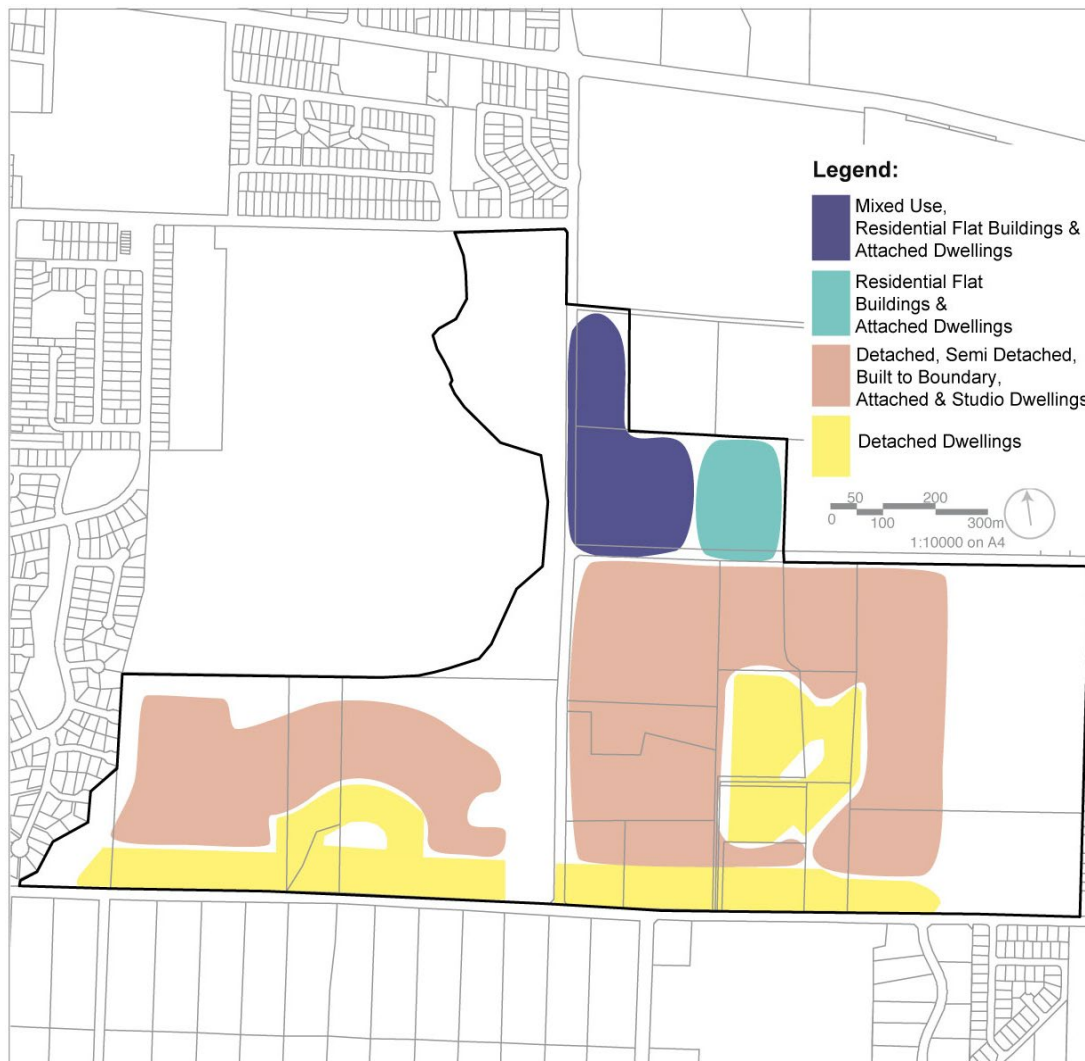 Legend:
Mixed Use,
Residential Flat Buildings &
Attached Dwellings
Residential Flat
Buildings &
Attached Dwellings
Detached, Semi Detached,
Built to Boundary,
Attached & Studio Dwellings
Detached Dwellings
50 200
0 100 300m
1:10000 on A4